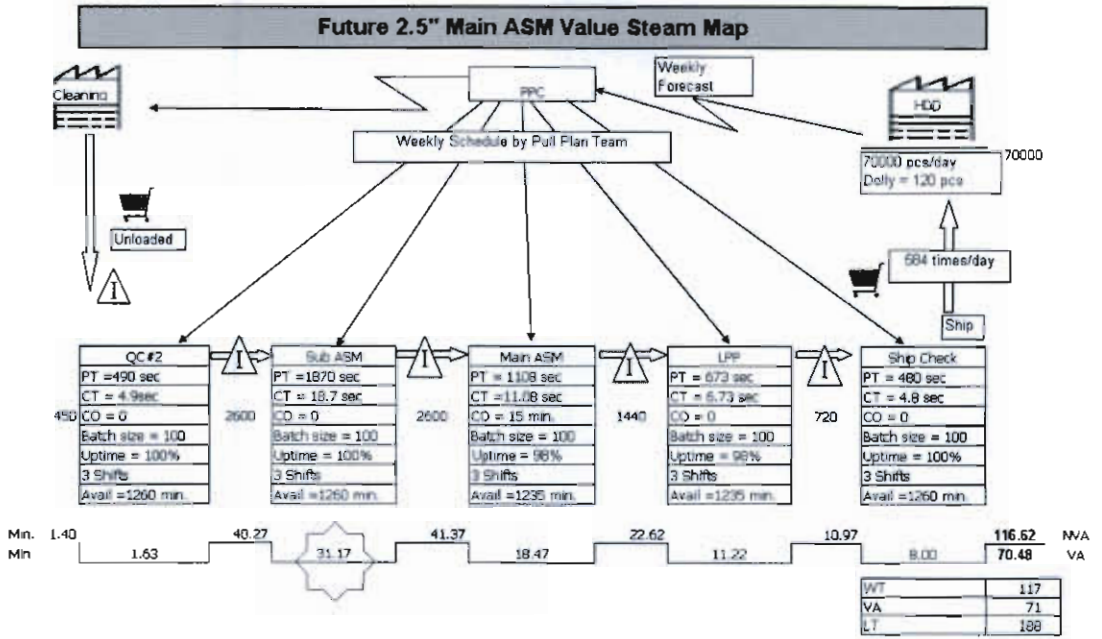 Future 2.5" Main ASM Value Steam Map
Cleaning
PPC
Weekly
Forecast
HDD
Weekly Schedule by Pull Plan Team
70000 pcs/day
Dolly = 120 pcs
70000
Unloaded
I
584 times/day
Ship
QC#2
PT =490 sec
CT = 4.9sec
CO = 0
Batch size = 100
Uptime = 100%
3 Shifts
Avail =1260 min.
450
I
2600
Sub ASM
PT =1870 sec
CT = 18.7 sec
CO = 0
Batch size = 100
Uptime = 100%
3 Shifts
Avail =1260 min.
I
2600
Main ASM
PT = 1108 sec
CT =11.08 sec
CO = 15 min.
Batch size = 100
Uptime = 98%
3 Shifts
Avail =1235 min.
I
1440
LPP
PT = 673 sec
CT = 6.73 sec
CO = 0
Batch size = 100
Uptime = 98%
3 Shifts
Avail =1235 min.
I
720
Ship Check
PT = 480 sec
CT = 4.8 sec
CO = 0
Batch size = 100
Uptime = 100%
3 Shifts
Avail =1260 min.
Min. 1.40 40.27 41.37 22.62 10.97 116.62 NVA
Min 1.63 31.17 18.47 11.22 8.00 70.48 VA
WT 117
VA 71
LT 188